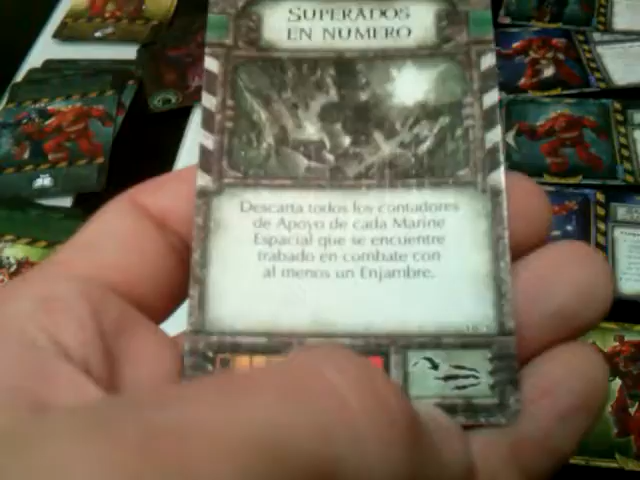 SUPERADOS
EN NUMERO
Descarta todos los contadores
de Apoyo de cada Marine
Espacial que se encuentre
trabado en combate con
al menos un Enjambre.